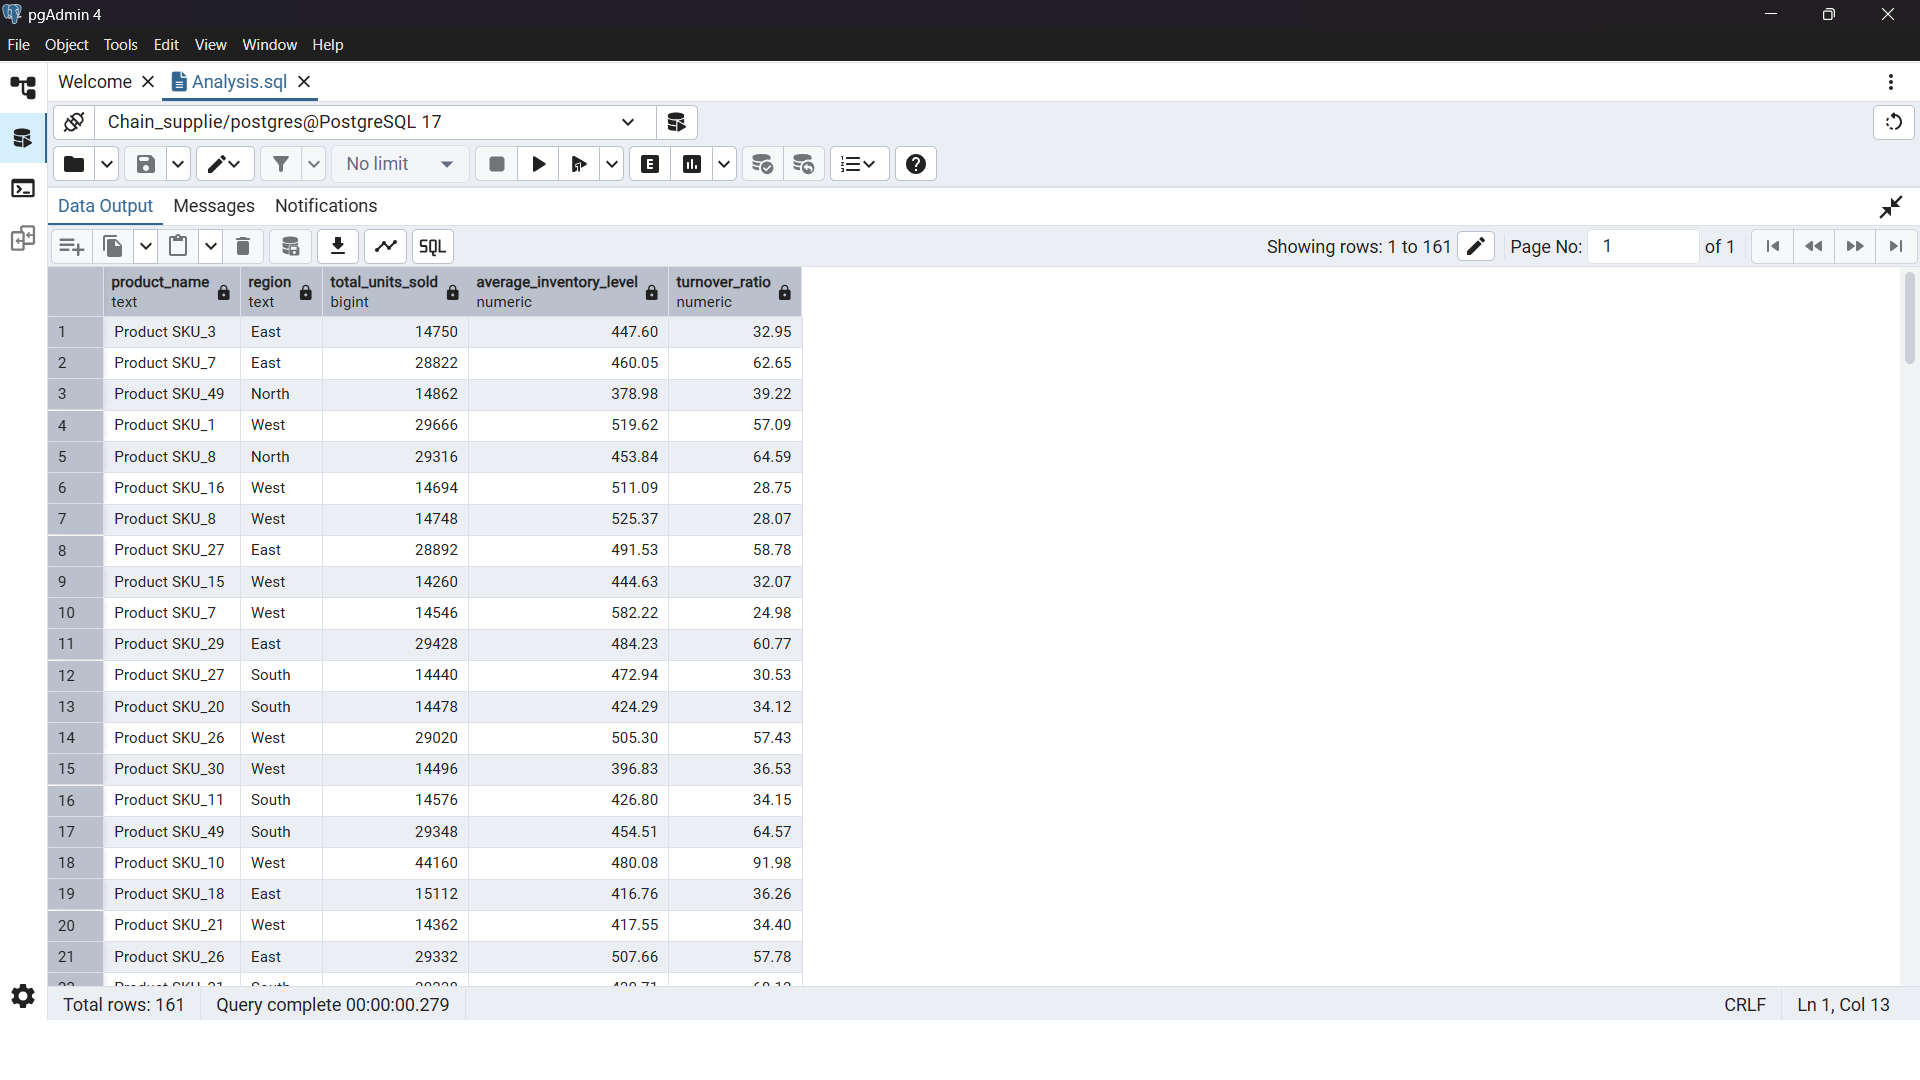 pgAdmin 4
File Object Tools Edit View Window Help
Welcome Analysis.sql
Chain_supplie/postgres@PostgreSQL 17
No limit E
Data Output Messages Notifications
SQL Showing rows: 1 to 161 Page No: 1 of 1
product_name region total_units_sold average_inventory_level turnover_ratio
text text bigint numeric numeric
1 Product SKU_3 East 14750 447.60 32.95
2 Product SKU_7 East 28822 460.05 62.65
3 Product SKU_49 North 14862 378.98 39.22
4 Product SKU_1 West 29666 519.62 57.09
5 Product SKU_8 North 29316 453.84 64.59
6 Product SKU_16 West 14694 511.09 28.75
7 Product SKU_8 West 14748 525.37 28.07
8 Product SKU_27 East 28892 491.53 58.78
9 Product SKU_15 West 14260 444.63 32.07
10 Product SKU_7 West 14546 582.22 24.98
11 Product SKU_29 East 29428 484.23 60.77
12 Product SKU_27 South 14440 472.94 30.53
13 Product SKU_20 South 14478 424.29 34.12
14 Product SKU_26 West 29020 505.30 57.43
15 Product SKU_30 West 14496 396.83 36.53
16 Product SKU_11 South 14576 426.80 34.15
17 Product SKU_49 South 29348 454.51 64.57
18 Product SKU_10 West 44160 480.08 91.98
19 Product SKU_18 East 15112 416.76 36.26
20 Product SKU_21 West 14362 417.55 34.40
21 Product SKU_26 East 29332 507.66 57.78
Total rows: 161 Query complete 00:00:00.279 CRLF Ln 1, Col 13